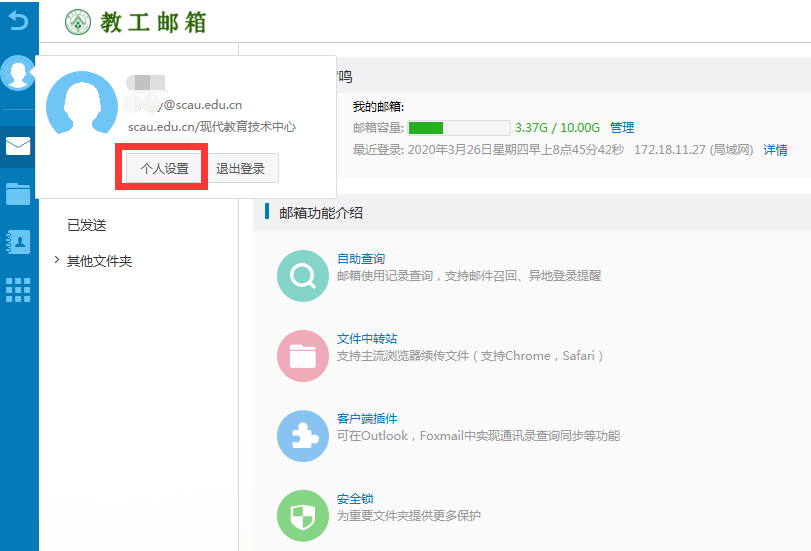 教工邮箱
@scau.edu.cn
scau.edu.cn/现代教育技术中心
个人设置 退出登录
鸣
我的邮箱:
邮箱容量: 3.37G / 10.00G 管理
最近登录: 2020年3月26日星期四早上8点45分42秒 172.18.11.27 (局域网) 详情
已发送
其他文件夹
邮箱功能介绍
自助查询
邮箱使用记录查询，支持邮件召回、异地登录提醒
文件中转站
支持主流浏览器续传文件（支持Chrome，Safari）
客户端插件
可在Outlook，Foxmail中实现通讯录查询同步等功能
安全锁
为重要文件夹提供更多保护